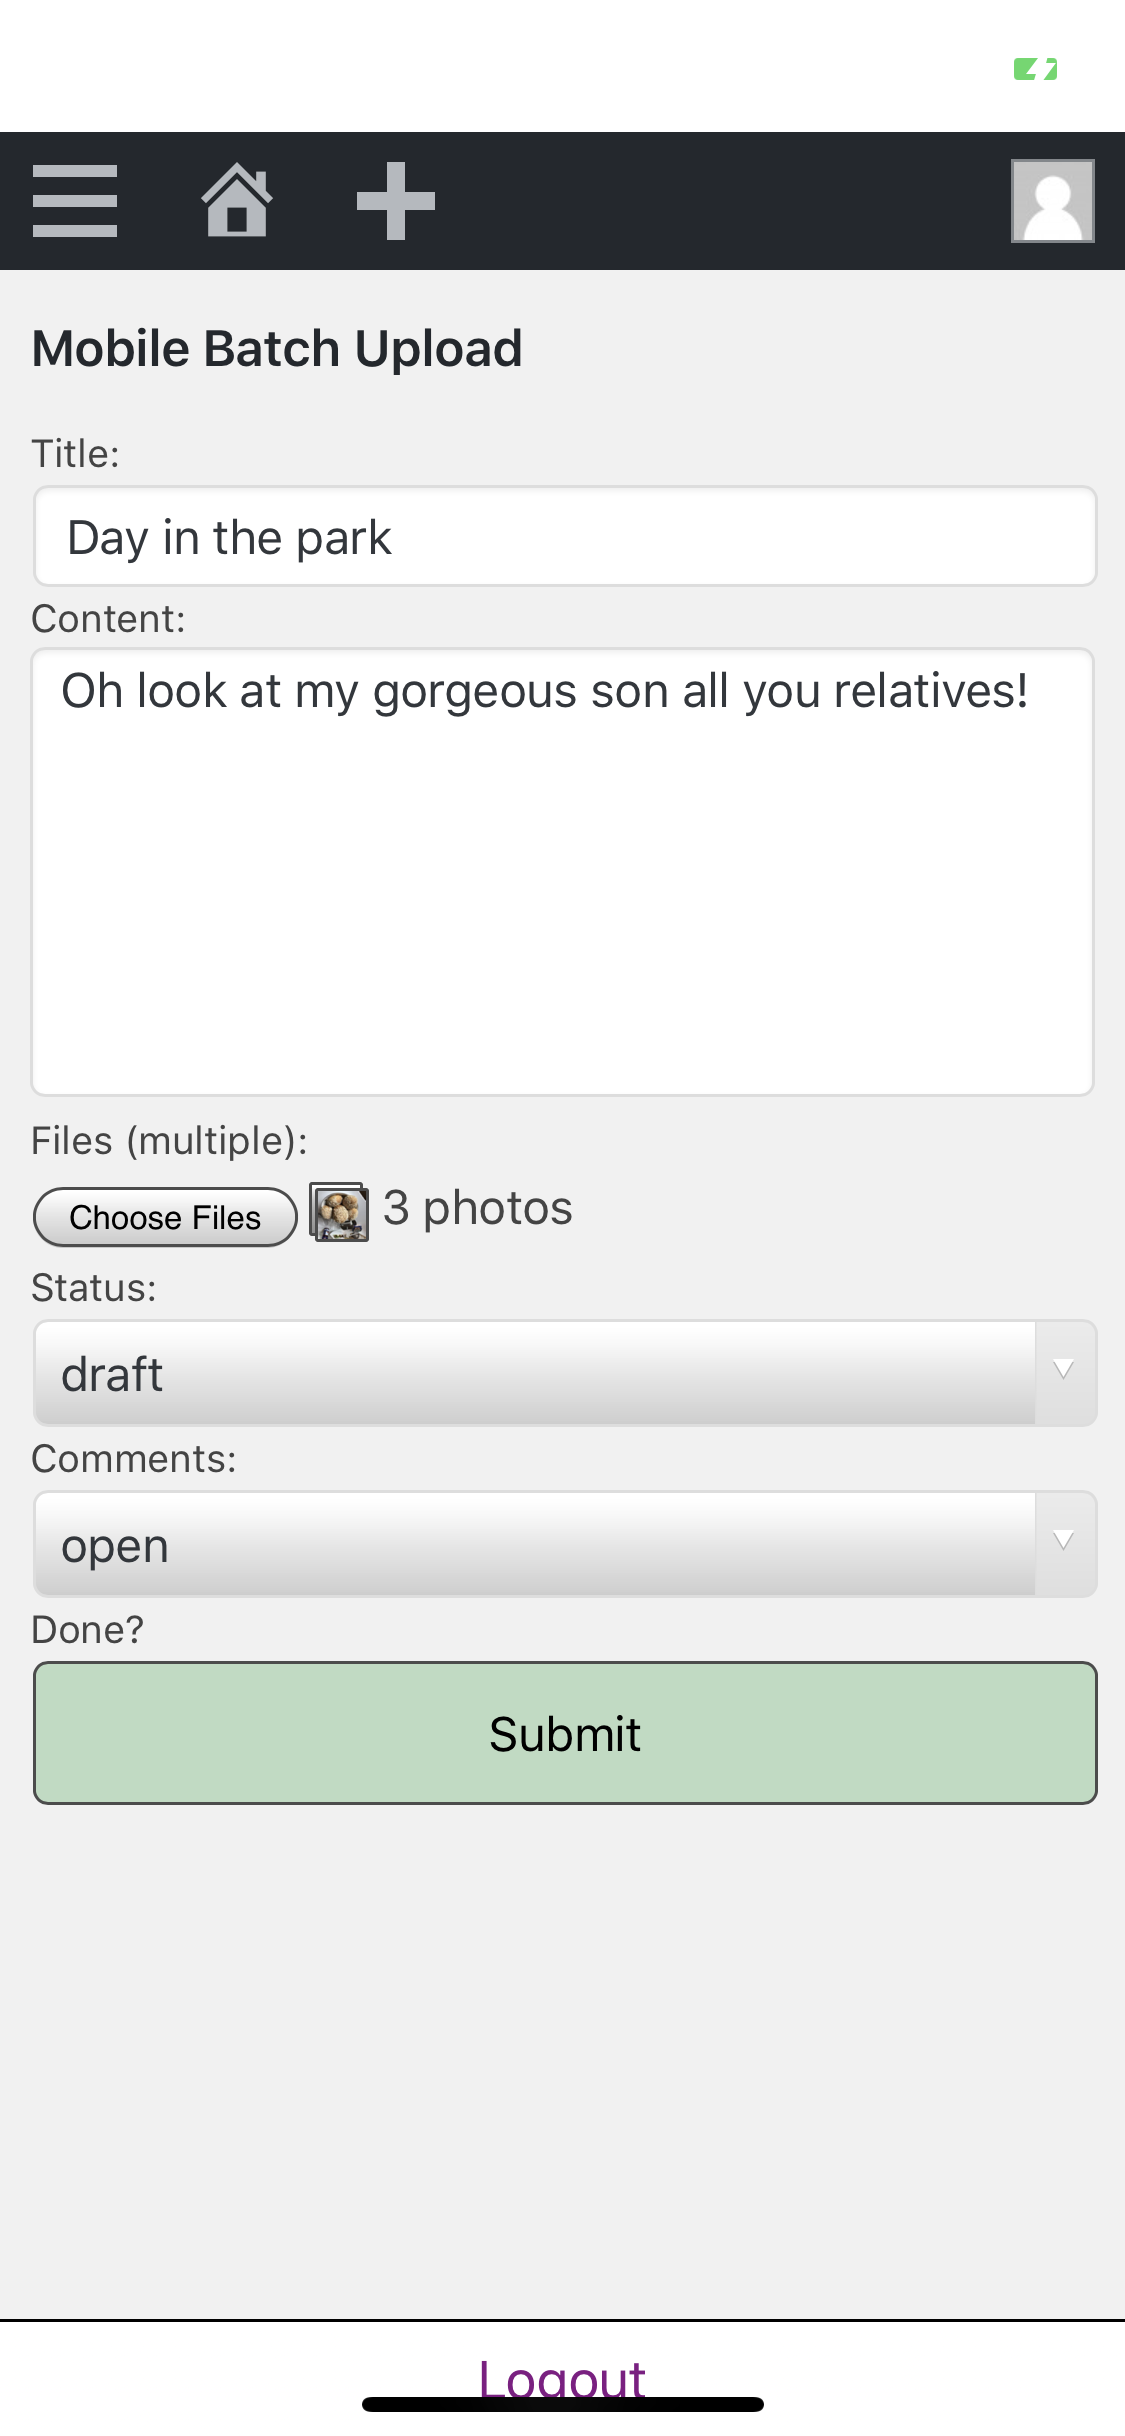 Mobile Batch Upload
Title:
Day in the park
Content:
Oh look at my gorgeous son all you relatives!
Files (multiple):
Choose Files 3 photos
Status:
draft
Comments:
open
Done?
Submit
Logout